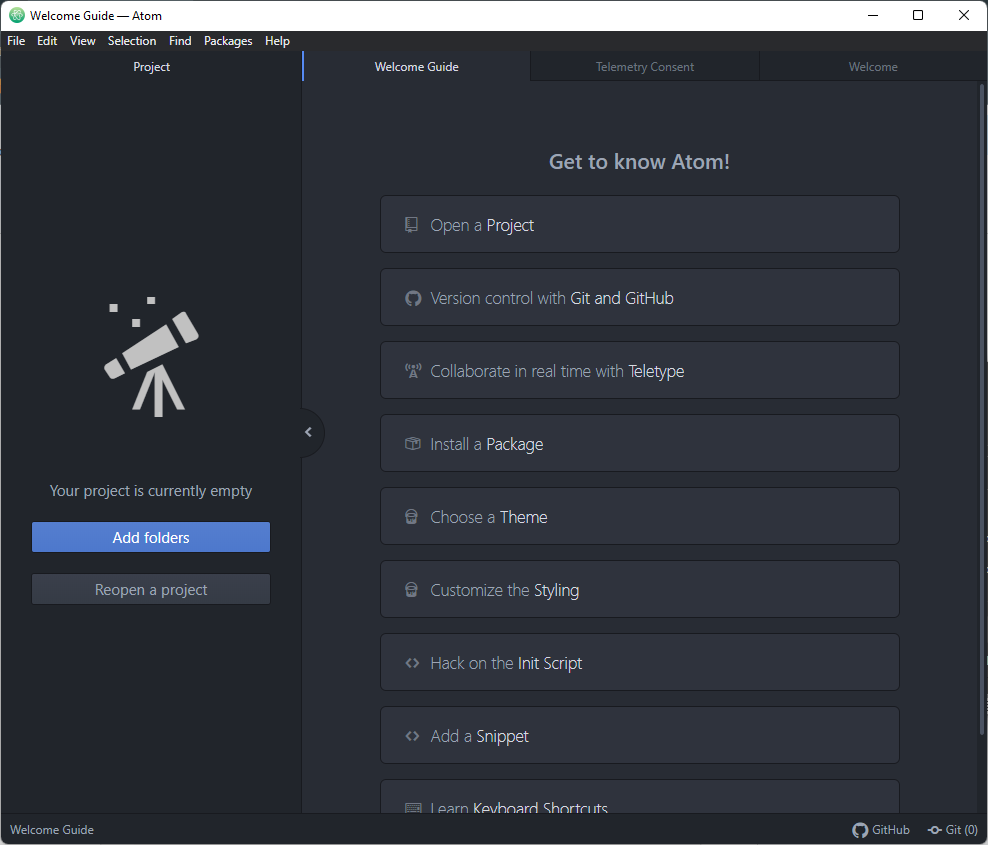 Welcome Guide — Atom
File Edit View Selection Find Packages Help
Project
Welcome Guide
Telemetry Consent
Welcome
Your project is currently empty
Add folders
Reopen a project
Get to know Atom!
Open a Project
Version control with Git and GitHub
Collaborate in real time with Teletype
Install a Package
Choose a Theme
Customize the Styling
Hack on the Init Script
Add a Snippet
Learn Keyboard Shortcuts
Welcome Guide
GitHub
Git (0)